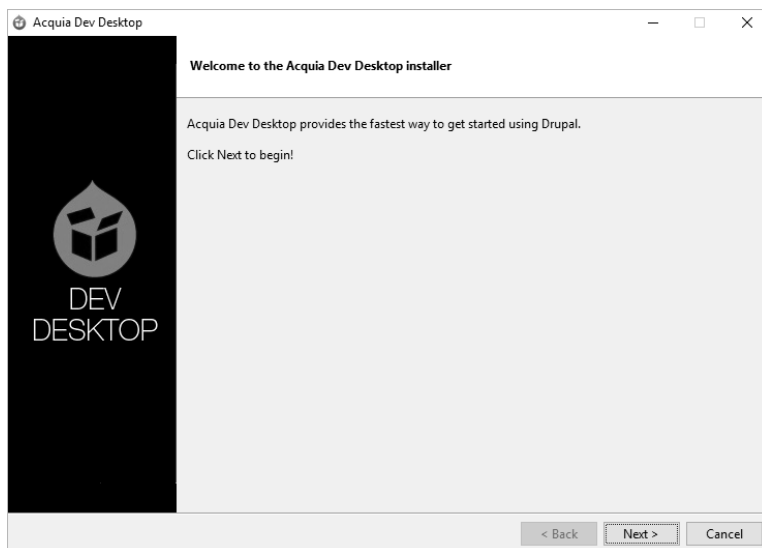 Acquia Dev Desktop
Welcome to the Acquia Dev Desktop installer
Acquia Dev Desktop provides the fastest way to get started using Drupal.
Click Next to begin!
DEV
DESKTOP
< Back Next > Cancel